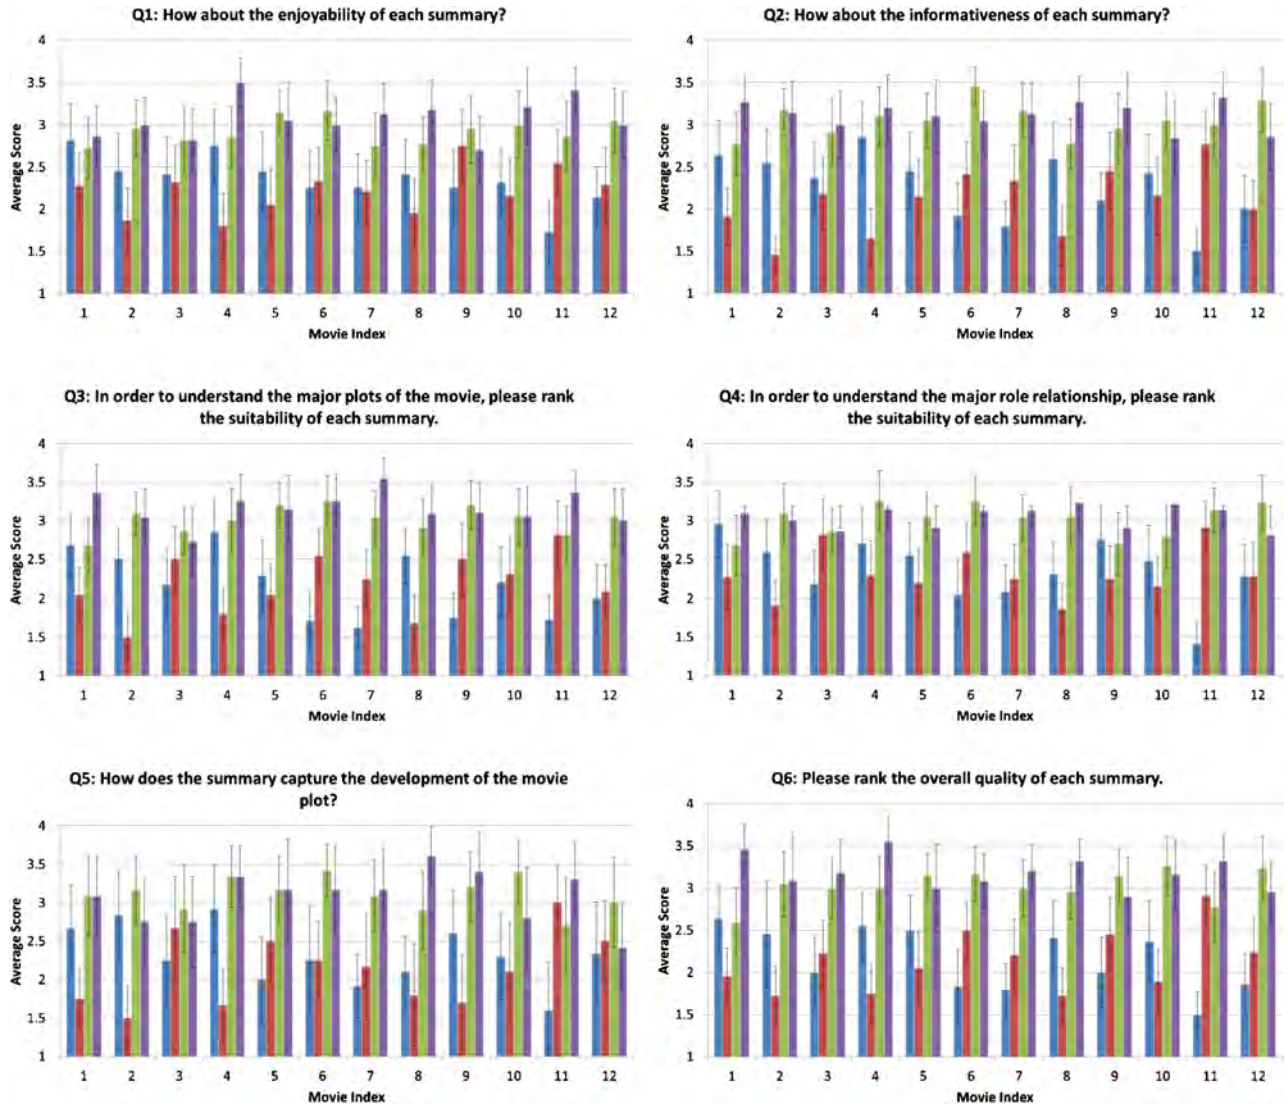 Q1: How about the enjoyability of each summary?
4
3.5
3
2.5
2
1.5
1
Average Score
1 2 3 4 5 6 7 8 9 10 11 12
Movie Index
Q2: How about the informativeness of each summary?
4
3.5
3
2.5
2
1.5
1
Average Score
1 2 3 4 5 6 7 8 9 10 11 12
Movie Index
Q3: In order to understand the major plots of the movie, please rank
the suitability of each summary.
4
3.5
3
2.5
2
1.5
1
Average Score
1 2 3 4 5 6 7 8 9 10 11 12
Movie Index
Q4: In order to understand the major role relationship, please rank
the suitability of each summary.
4
3.5
3
2.5
2
1.5
1
Average Score
1 2 3 4 5 6 7 8 9 10 11 12
Movie Index
Q5: How does the summary capture the development of the movie
plot?
4
3.5
3
2.5
2
1.5
1
Average Score
1 2 3 4 5 6 7 8 9 10 11 12
Movie Index
Q6: Please rank the overall quality of each summary.
4
3.5
3
2.5
2
1.5
1
Average Score
1 2 3 4 5 6 7 8 9 10 11 12
Movie Index